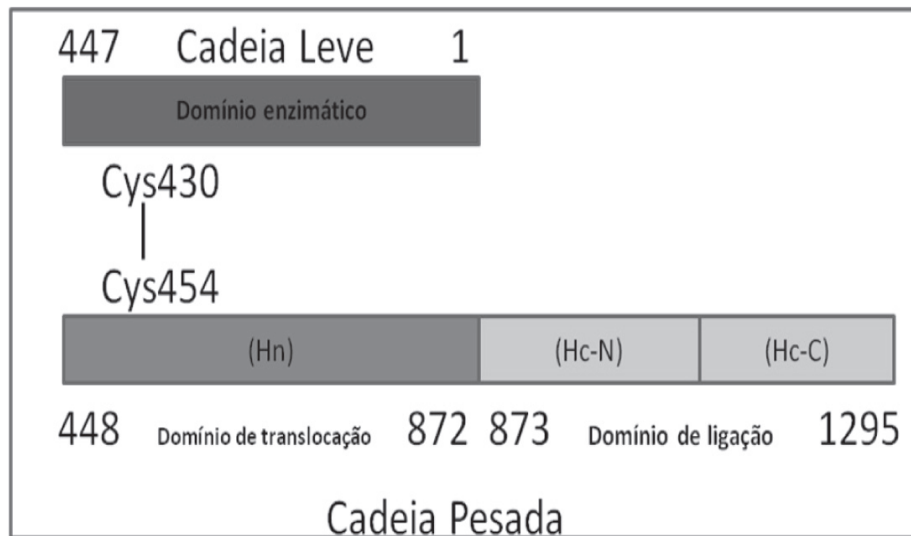 447 Cadeia Leve 1
Domínio enzimático
Cys430
Cys454
(Hn) (Hc-N) (Hc-C)
448 Domínio de translocação 872 873 Domínio de ligação 1295
Cadeia Pesada